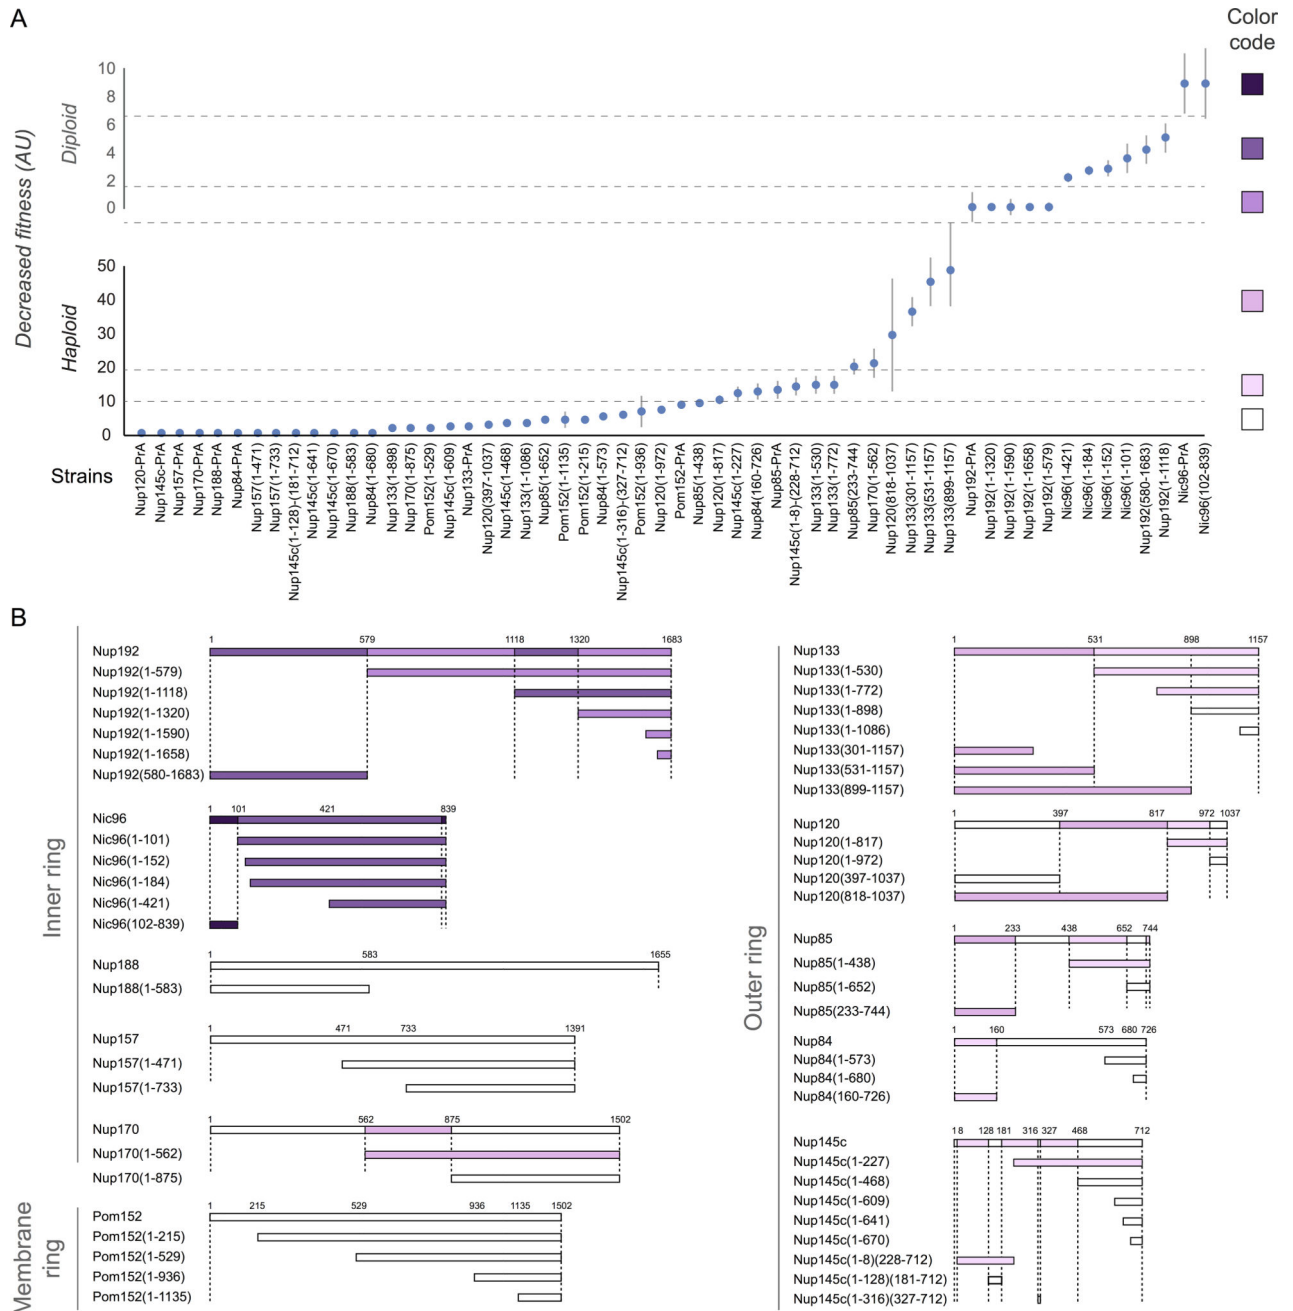 A
Color
code
Decreased fitness (AU)
Diploid
10
8
6
4
2
0
Haploid
50
40
30
20
10
0
Strains
Nup120-PrA
Nup145c-PrA
Nup157-PrA
Nup170-PrA
Nup188-PrA
Nup84-PrA
Nup157(1-471)
Nup157(1-733)
Nup145c(1-128)-(181-712)
Nup145c(1-641)
Nup145c(1-670)
Nup188(1-583)
Nup84(1-680)
Nup133(1-898)
Nup170(1-875)
Pom152(1-529)
Nup145c(1-609)
Nup133-PrA
Nup120(397-1037)
Nup145c(1-468)
Nup133(1-1086)
Nup85(1-652)
Pom152(1-1135)
Pom152(1-215)
Nup84(1-573)
Nup145c(1-316)-(327-712)
Pom152(1-936)
Nup120(1-972)
Pom152-PrA
Nup85(1-438)
Nup120(1-817)
Nup145c(1-227)
Nup84(160-726)
Nup85-PrA
Nup145c(1-8)-(228-712)
Nup133(1-530)
Nup133(1-772)
Nup85(233-744)
Nup170(1-562)
Nup120(818-1037)
Nup133(301-1157)
Nup133(531-1157)
Nup133(899-1157)
Nup192-PrA
Nup192(1-1320)
Nup192(1-1590)
Nup192(1-1658)
Nup192(1-579)
Nic96(1-421)
Nic96(1-184)
Nic96(1-152)
Nic96(1-101)
Nup192(580-1683)
Nup192(1-1118)
Nic96-PrA
Nic96(102-839)
B
Inner ring
1 579 1118 1320 1683
Nup192
Nup192(1-579)
Nup192(1-1118)
Nup192(1-1320)
Nup192(1-1590)
Nup192(1-1658)
Nup192(580-1683)
1 101 421 839
Nic96
Nic96(1-101)
Nic96(1-152)
Nic96(1-184)
Nic96(1-421)
Nic96(102-839)
1 583 1655
Nup188
Nup188(1-583)
1 471 733 1391
Nup157
Nup157(1-471)
Nup157(1-733)
1 562 875 1502
Nup170
Nup170(1-562)
Nup170(1-875)
Membrane
ring
1 215 529 936 1135 1502
Pom152
Pom152(1-215)
Pom152(1-529)
Pom152(1-936)
Pom152(1-1135)
Outer ring
1 531 898 1157
Nup133
Nup133(1-530)
Nup133(1-772)
Nup133(1-898)
Nup133(1-1086)
Nup133(301-1157)
Nup133(531-1157)
Nup133(899-1157)
1 397 817 972 1037
Nup120
Nup120(1-817)
Nup120(1-972)
Nup120(397-1037)
Nup120(818-1037)
1 233 438 652 744
Nup85
Nup85(1-438)
Nup85(1-652)
Nup85(233-744)
1 160 573 680 726
Nup84
Nup84(1-573)
Nup84(1-680)
Nup84(160-726)
1 8 128 181 316 327 468 712
Nup145c
Nup145c(1-227)
Nup145c(1-468)
Nup145c(1-609)
Nup145c(1-641)
Nup145c(1-670)
Nup145c(1-8)(228-712)
Nup145c(1-128)(181-712)
Nup145c(1-316)(327-712)